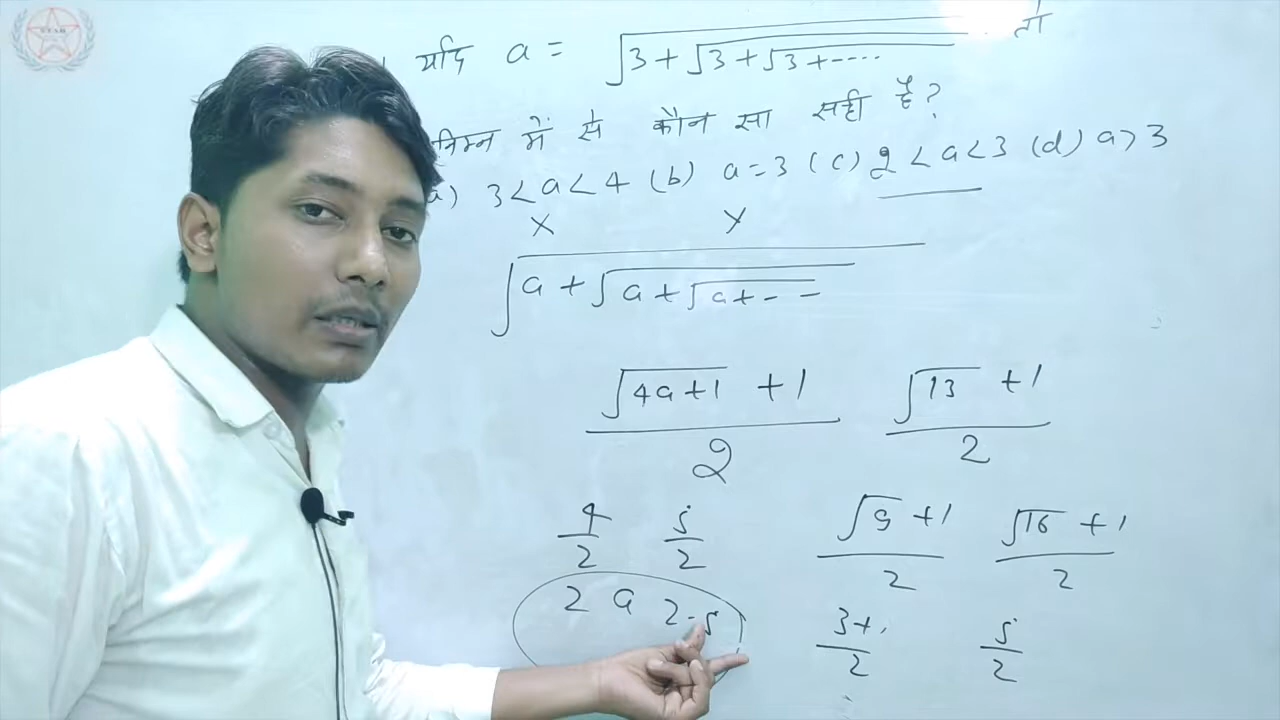 यदि a = √3+√3+√3+---- तो
निम्न में से कौन सा सही है?
a) 3<a<4 (b) a=3 (c) 2<a<3 (d) a>3
× ×
√a+√a+√a+--
√4a+1 +1 / 2 √13 +1 / 2
4/2 5/2 √9 +1 / 2 √16 +1 / 2
2 a 2.5 3+1 / 2 5/2